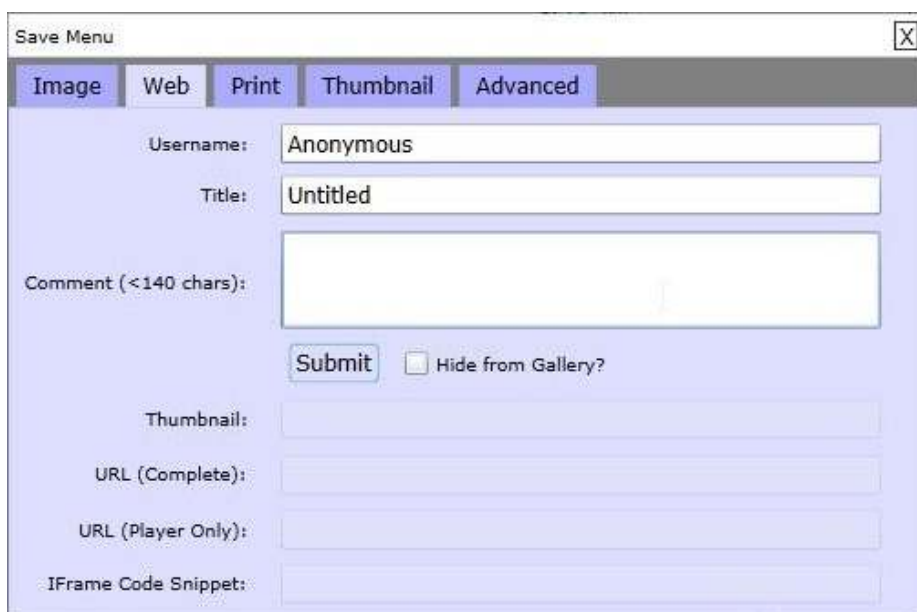 Save Menu X
Image Web Print Thumbnail Advanced
Username: Anonymous
Title: Untitled
Comment (<140 chars):
Submit Hide from Gallery?
Thumbnail:
URL (Complete):
URL (Player Only):
IFrame Code Snippet: